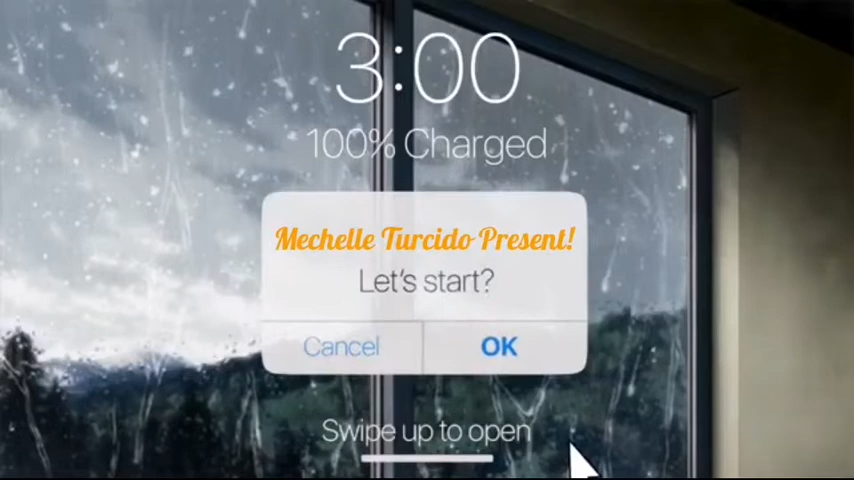 3:00
100% Charged
Mechelle Turcido Present!
Let's start?
Cancel
OK
Swipe up to open